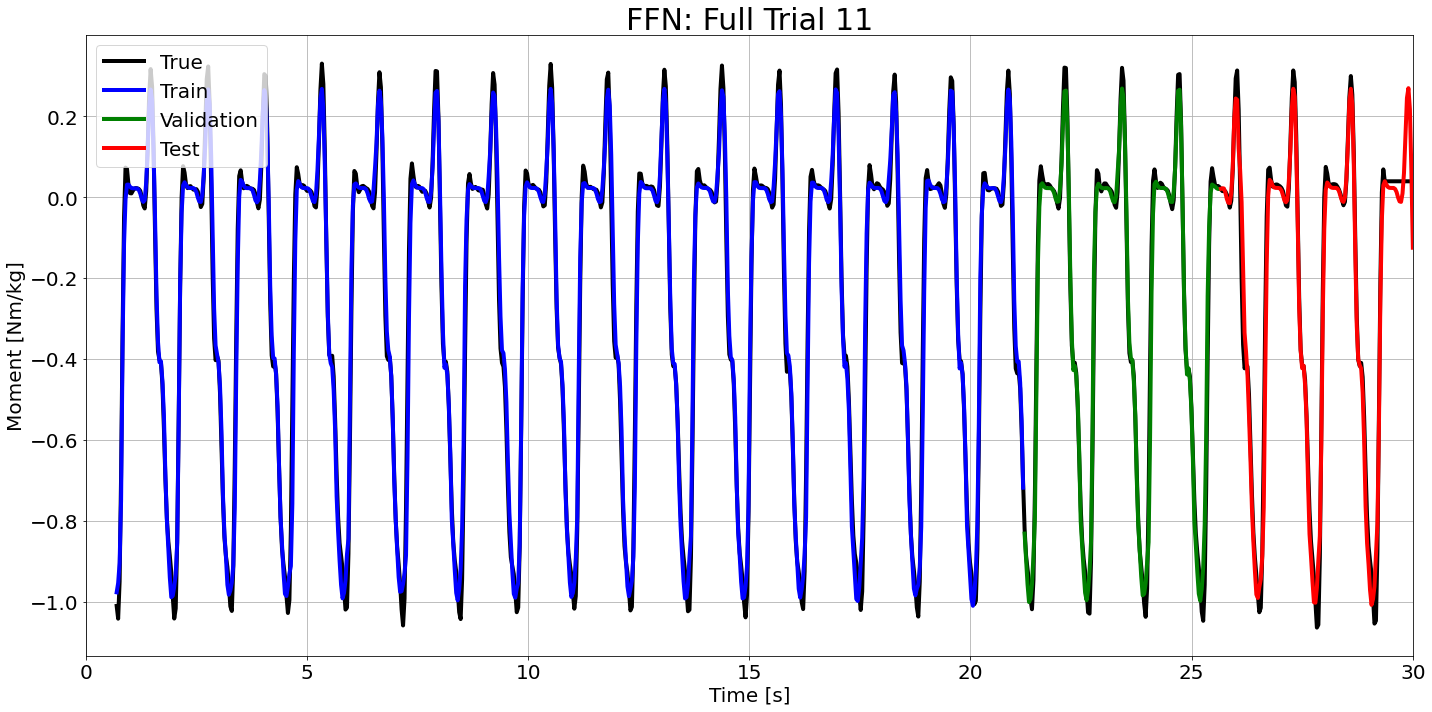 FFN: Full Trial 11
True
Train
Validation
Test
0.2
0.0
−0.2
−0.4
−0.6
−0.8
−1.0
Moment [Nm/kg]
0 5 10 15 20 25 30
Time [s]